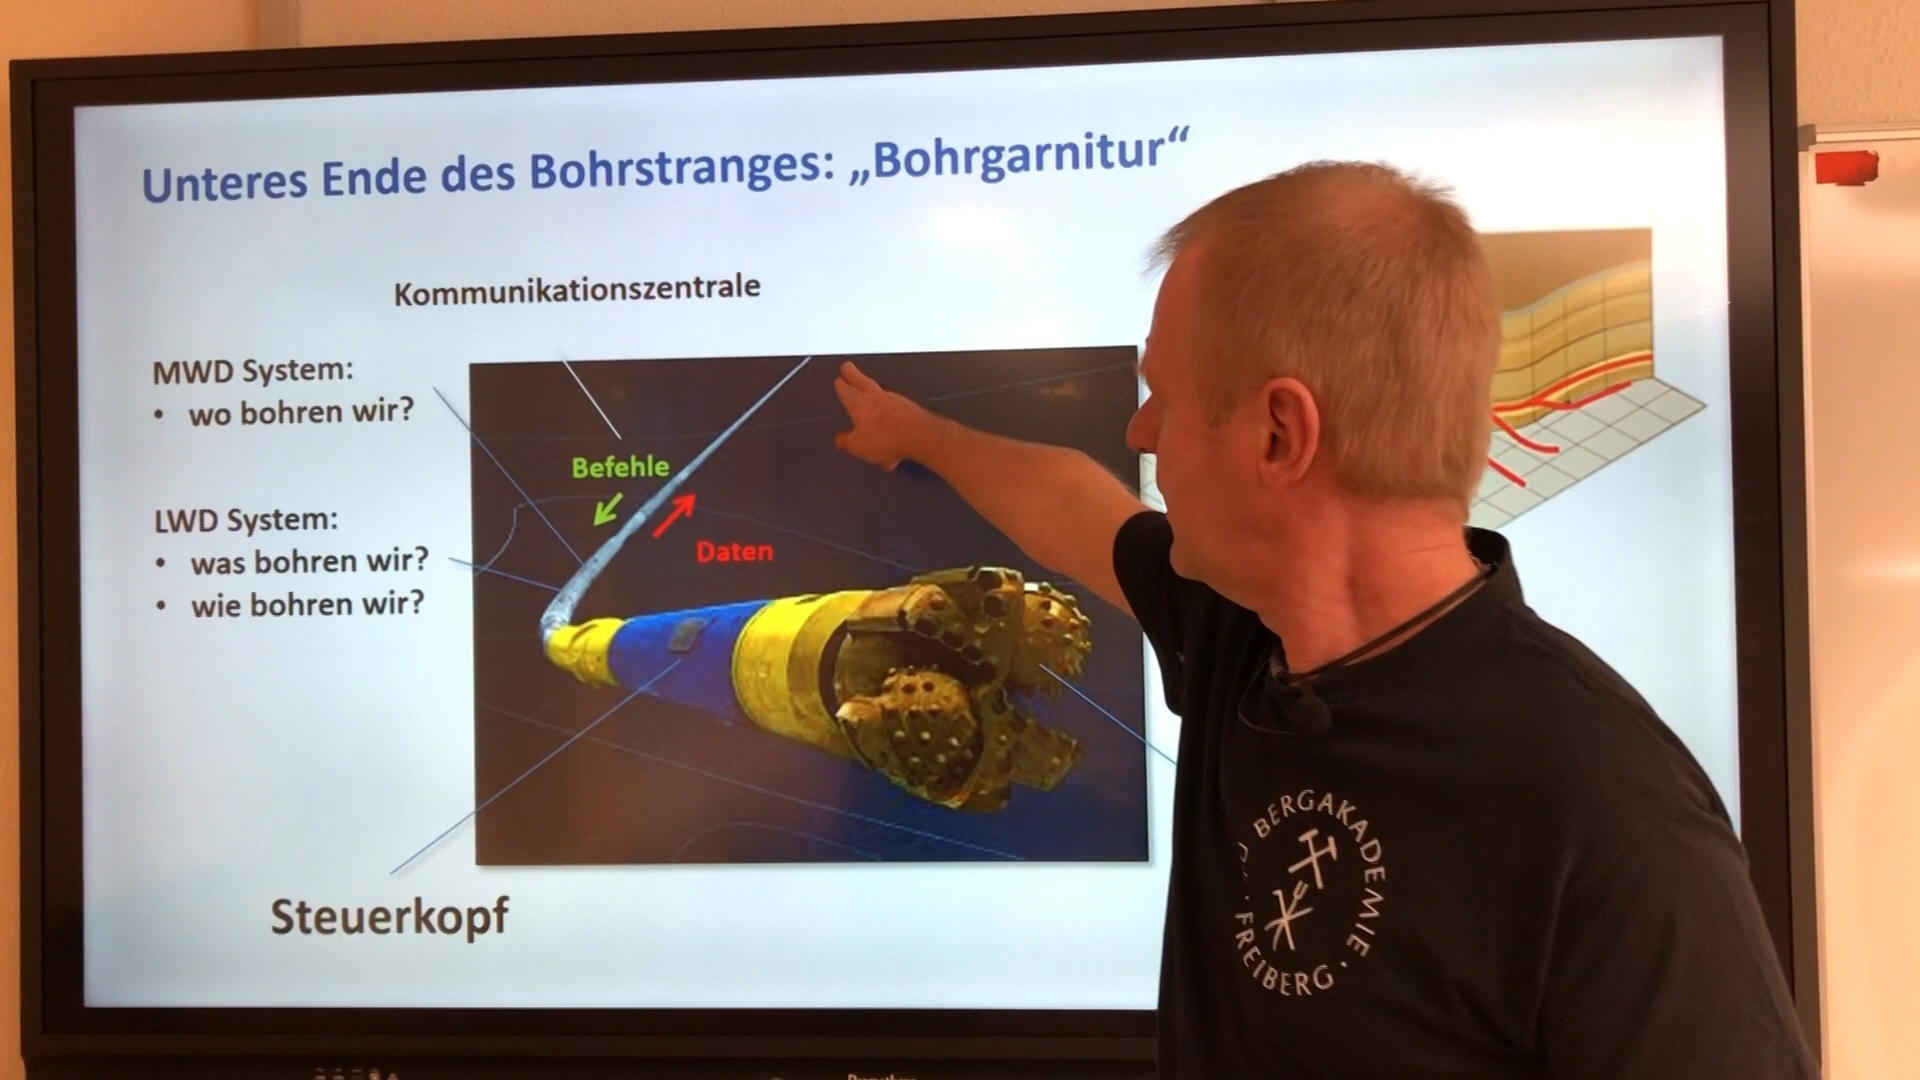 Unteres Ende des Bohrstranges: „Bohrgarnitur“
Kommunikationszentrale
MWD System:
• wo bohren wir?
LWD System:
• was bohren wir?
• wie bohren wir?
Befehle
Daten
Steuerkopf
BERGAKADEMIE
FREIBERG